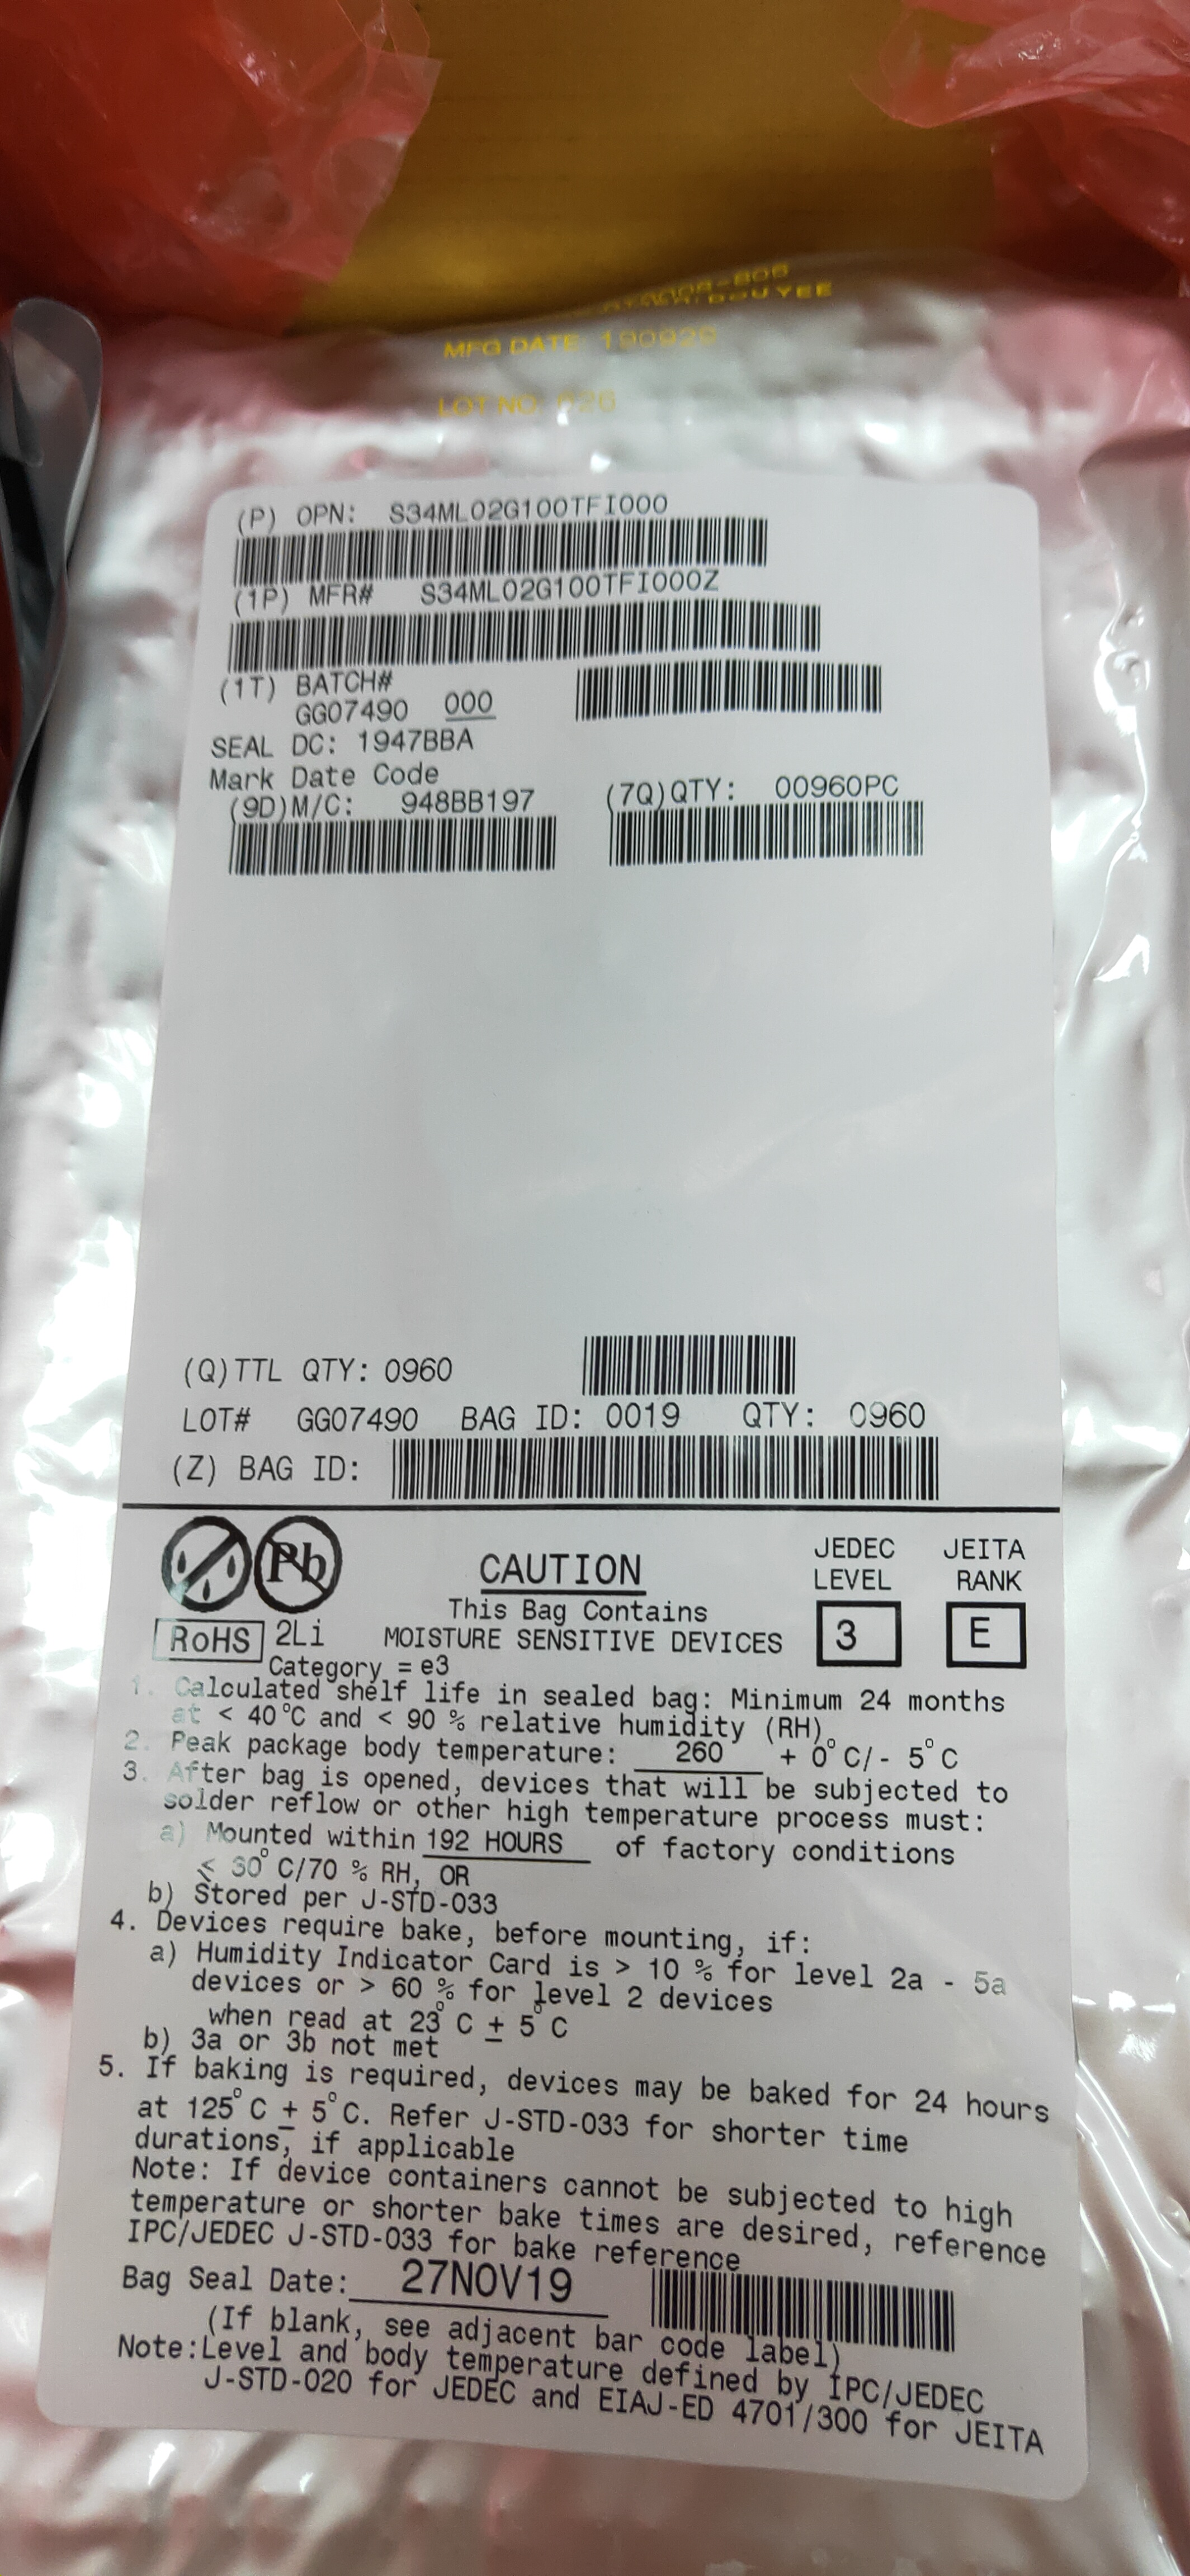 MFG DATE: 190929
LOT NO: 026
(P) OPN: S34ML02G100TFI000
(1P) MFR# S34ML02G100TFI000Z
(1T) BATCH#
GG07490 000
SEAL DC: 1947BBA
Mark Date Code
(9D)M/C: 948BB197 (7Q)QTY: 00960PC
(Q)TTL QTY: 0960
LOT# GG07490 BAG ID: 0019 QTY: 0960
(Z) BAG ID:
Pb
CAUTION
This Bag Contains
MOISTURE SENSITIVE DEVICES
JEDEC LEVEL
3
JEITA RANK
E
RoHS 2Li
Category = e3
1. Calculated shelf life in sealed bag: Minimum 24 months
at < 40°C and < 90 % relative humidity (RH)
2. Peak package body temperature: 260 + 0°C/- 5°C
3. After bag is opened, devices that will be subjected to
solder reflow or other high temperature process must:
a) Mounted within 192 HOURS of factory conditions
≤ 30°C/70 % RH, OR
b) Stored per J-STD-033
4. Devices require bake, before mounting, if:
a) Humidity Indicator Card is > 10 % for level 2a - 5a
devices or > 60 % for level 2 devices
when read at 23°C ± 5°C
b) 3a or 3b not met
5. If baking is required, devices may be baked for 24 hours
at 125°C ± 5°C. Refer J-STD-033 for shorter time
durations, if applicable
Note: If device containers cannot be subjected to high
temperature or shorter bake times are desired, reference
IPC/JEDEC J-STD-033 for bake reference
Bag Seal Date: 27NOV19
(If blank, see adjacent bar code label)
Note:Level and body temperature defined by IPC/JEDEC
J-STD-020 for JEDEC and EIAJ-ED 4701/300 for JEITA